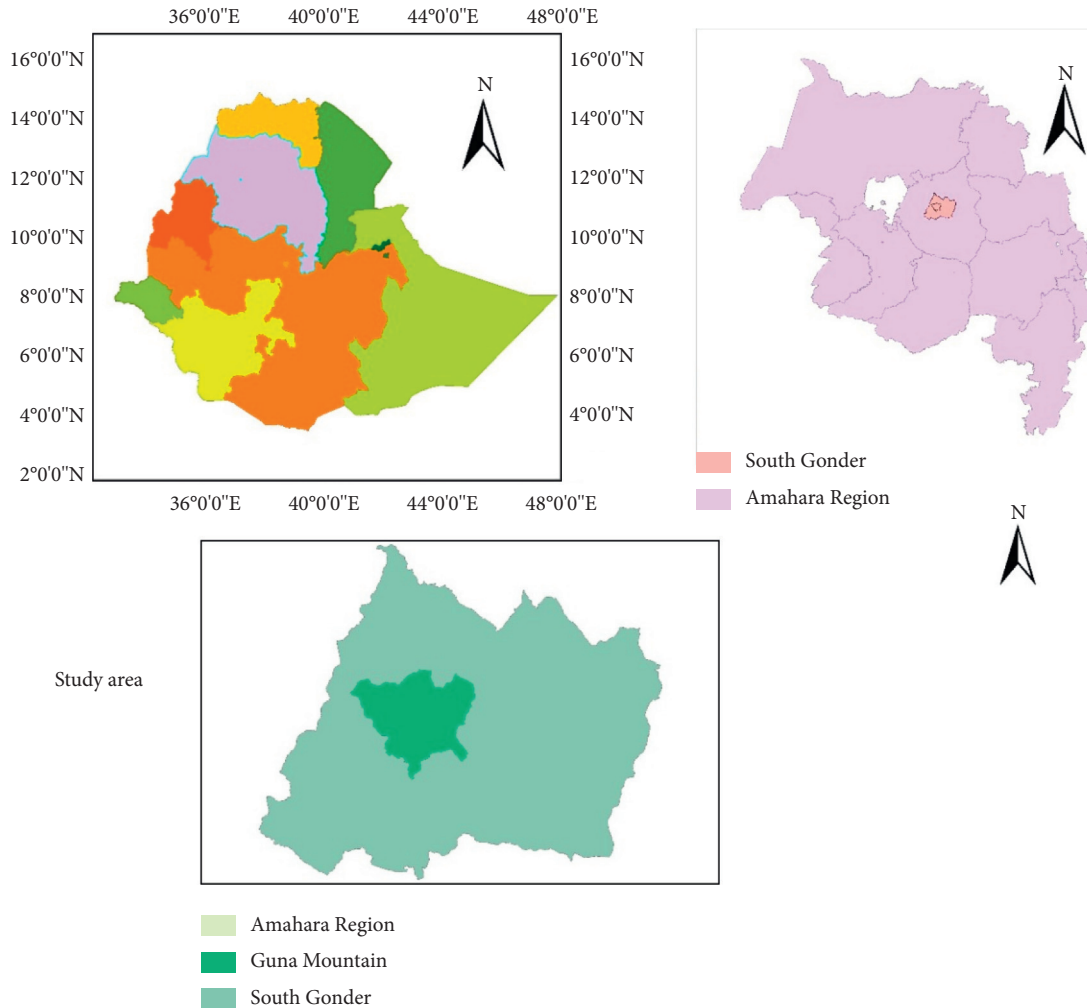 36°0'0"E 40°0'0"E 44°0'0"E 48°0'0"E
16°0'0"N
14°0'0"N
12°0'0"N
10°0'0"N
8°0'0"N
6°0'0"N
4°0'0"N
2°0'0"N
N
16°0'0"N
14°0'0"N
12°0'0"N
10°0'0"N
8°0'0"N
6°0'0"N
4°0'0"N
36°0'0"E 40°0'0"E 44°0'0"E 48°0'0"E
N
South Gonder
Amahara Region
N
Study area
Amahara Region
Guna Mountain
South Gonder